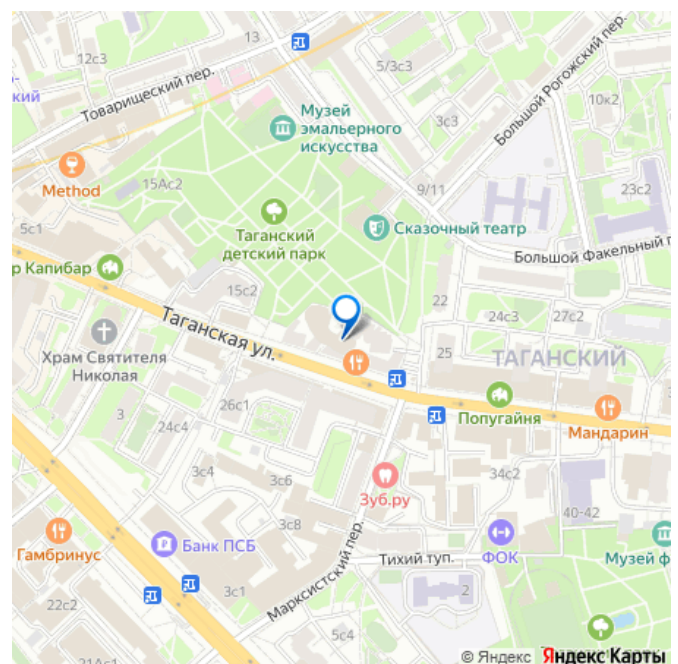 13
12с3
5/3с3
Большой Рогожский пер.
Товарищеский пер.
кий
Музей
эмальерного
искусства
3с3
10к2
Method
15Ас2
9/11
23с2
5с1
Таганский
детский парк
Сказочный театр
Большой Факельный п
р Капибар
15с2
22
24с3
27с2
Таганская ул.
Храм Святителя
Николая
25
ТАГАНСКИЙ
26с1
3
24с4
Попугайня
Мандарин
3с4
3с6
Зуб.ру
34с2
40-42
3с8
Гамбринус
Банк ПСБ
Марксистский пер.
Тихий туп.
ФОК
Музей ф
3с1
2
22с2
5с4
21Ас1
© Яндекс Яндекс Карты